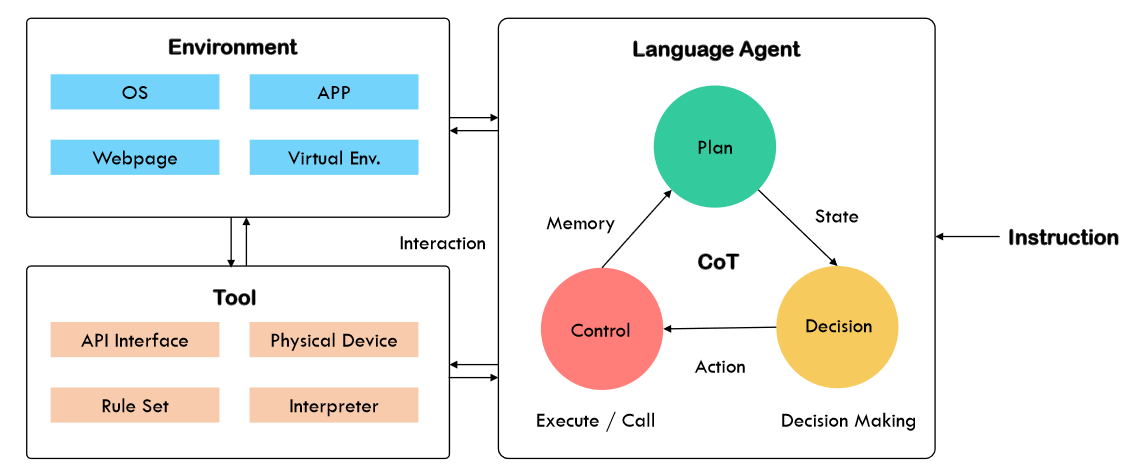 Environment
OS
APP
Webpage
Virtual Env.
Interaction
Tool
API Interface
Physical Device
Rule Set
Interpreter
Language Agent
Plan
Memory
State
CoT
Control
Decision
Action
Execute / Call
Decision Making
Instruction